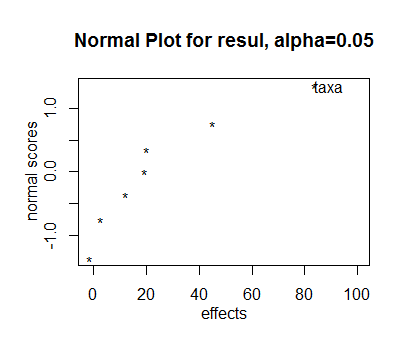 Normal Plot for resul, alpha=0.05
normal scores
1.0
0.0
-1.0
*taxa
*
*
*
*
*
*
0 20 40 60 80 100
effects